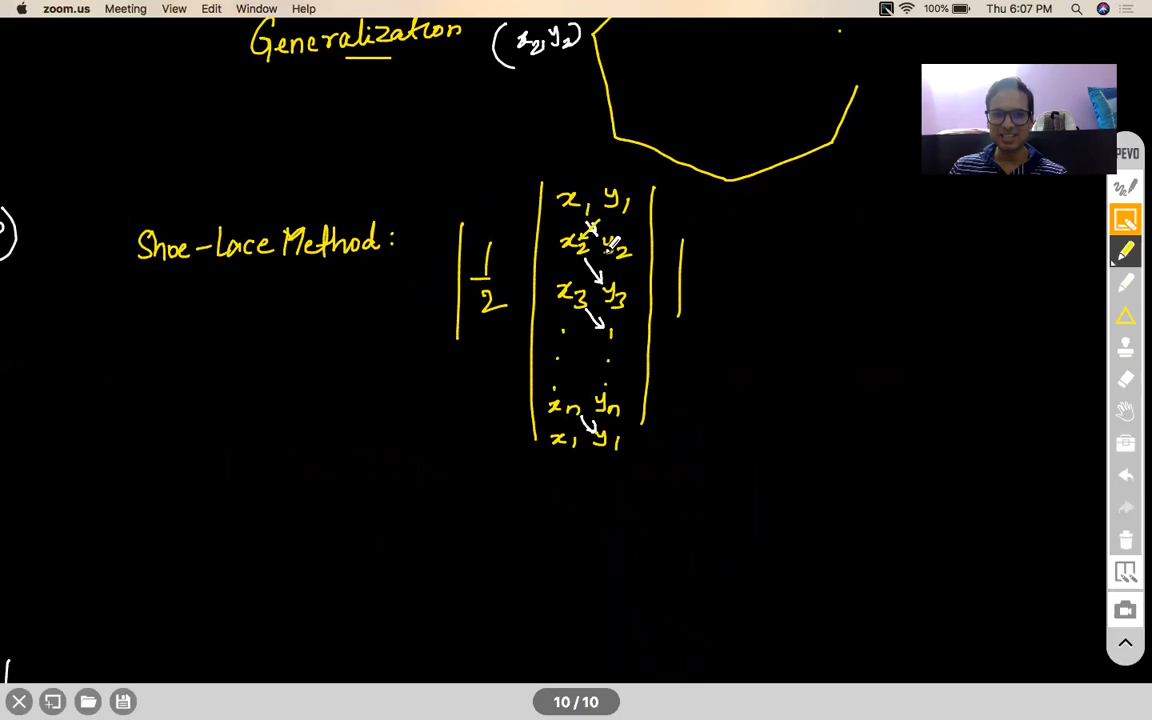 zoom.us Meeting View Edit Window Help 100% Thu 6:07 PM
Generalization (x₂, y₂)
EPVO
Shoe-Lace Method: | 1/2 |
x₁ y₁
x₂ y₂
x₃ y₃
. .
. .
. .
xₙ yₙ
x₁ y₁
10 / 10